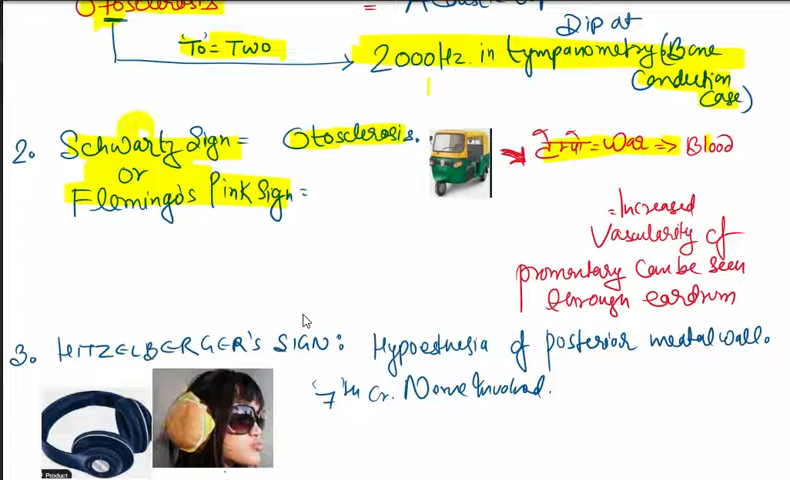 Otosclerosis =
Dip at
'To' = Two
2000Hz. in tympanometry (Bone
Conduction
Case)
2. Schwartz Sign = Otosclerosis. = War => Blood
or
Flemingo's Pink Sign =
= Increased
Vascularity of
promontary can be seen
through eardrum
3. HITZELBERGER'S SIGN: Hypoesthesia of posterior meatal wall.
7th Cr. Nerve Involved.
Product